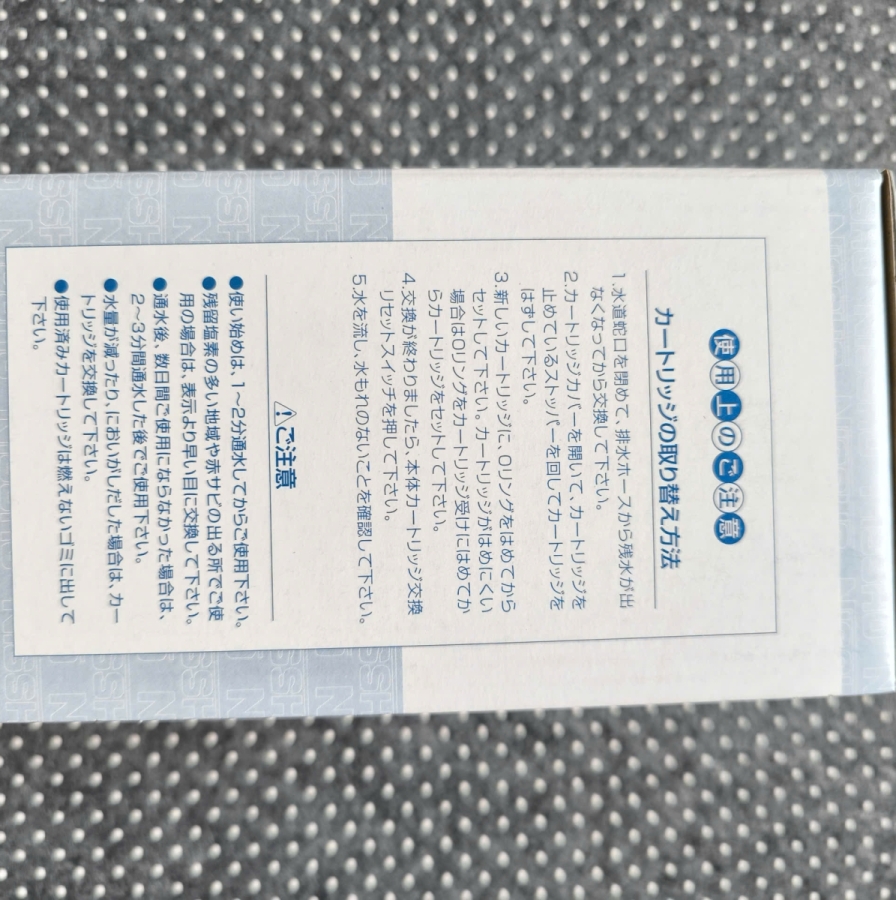 使用上のご注意
カートリッジの取り替え方法
1.水道蛇口を閉めて、排水ホースから残水が出
なくなってから交換して下さい。
2.カートリッジカバーを開いて、カートリッジを
止めているストッパーを回してカートリッジを
はずして下さい。
3.新しいカートリッジに、Oリングをはめてから
セットして下さい。カートリッジがはめにくい
場合はOリングをカートリッジ受けにはめてか
らカートリッジをセットして下さい。
4.交換が終わりましたら、本体カートリッジ交換
リセットスイッチを押して下さい。
5.水を流し、水もれのないことを確認して下さい。
⚠ご注意
●使い始めは、1〜2分通水してからご使用下さい。
●残留塩素の多い地域や赤サビの出る所でご使
用の場合は、表示より早い目に交換して下さい。
●通水後、数日間ご使用にならなかった場合は、
2〜3分間通水した後でご使用下さい。
●水量が減ったり、においがしだした場合は、カー
トリッジを交換して下さい。
●使用済みカートリッジは燃えないゴミに出して
下さい。